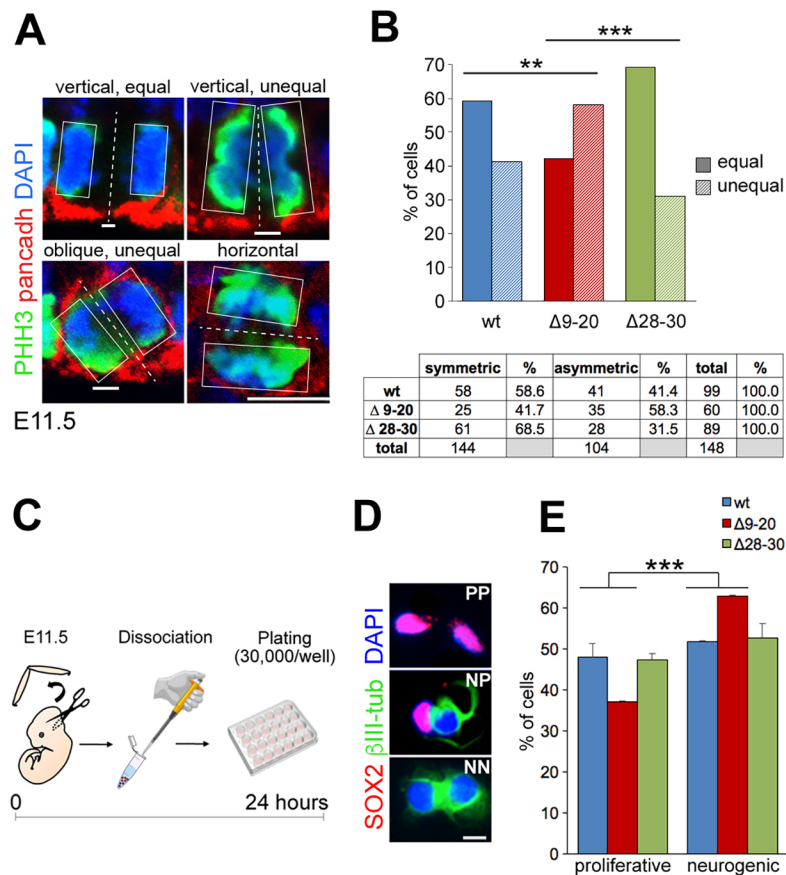 A
vertical, equal
vertical, unequal
oblique, unequal
horizontal
PHH3 pancadh DAPI
E11.5
B
***
**
70
60
50
40
30
20
10
0
% of cells
equal
unequal
wt
Δ9-20
Δ28-30
symmetric % asymmetric % total %
wt 58 58.6 41 41.4 99 100.0
Δ 9-20 25 41.7 35 58.3 60 100.0
Δ 28-30 61 68.5 28 31.5 89 100.0
total 144 104 148
C
E11.5
Dissociation
Plating
(30,000/well)
0
24 hours
D
SOX2 βIII-tub DAPI
PP
NP
NN
E
wt
Δ9-20
Δ28-30
***
70
60
50
40
30
20
10
0
% of cells
proliferative
neurogenic